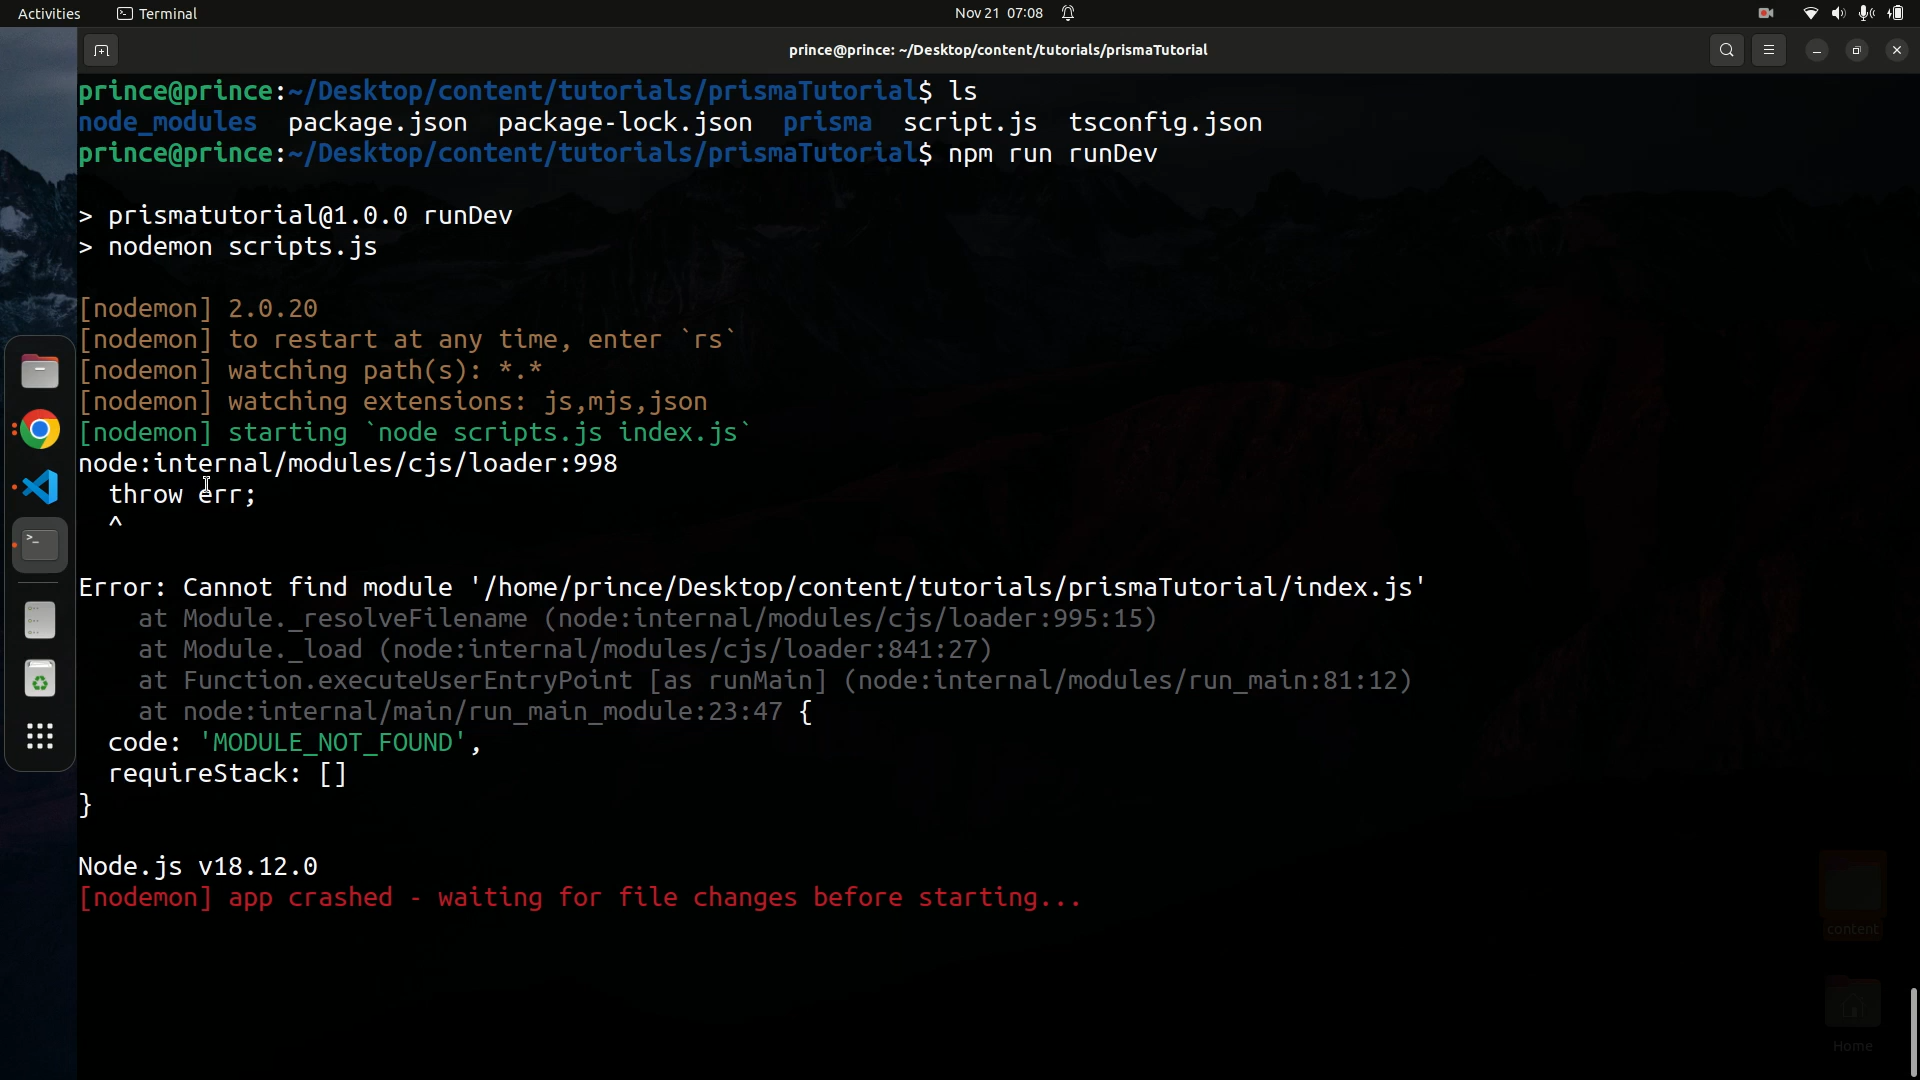 Activities
Terminal
Nov 21 07:08
prince@prince: ~/Desktop/content/tutorials/prismaTutorial
prince@prince:~/Desktop/content/tutorials/prismaTutorial$ ls
node_modules package.json package-lock.json prisma script.js tsconfig.json
prince@prince:~/Desktop/content/tutorials/prismaTutorial$ npm run runDev
> prismatutorial@1.0.0 runDev
> nodemon scripts.js
[nodemon] 2.0.20
[nodemon] to restart at any time, enter `rs`
[nodemon] watching path(s): *.*
[nodemon] watching extensions: js,mjs,json
[nodemon] starting `node scripts.js index.js`
node:internal/modules/cjs/loader:998
  throw err;
  ^
Error: Cannot find module '/home/prince/Desktop/content/tutorials/prismaTutorial/index.js'
    at Module._resolveFilename (node:internal/modules/cjs/loader:995:15)
    at Module._load (node:internal/modules/cjs/loader:841:27)
    at Function.executeUserEntryPoint [as runMain] (node:internal/modules/run_main:81:12)
    at node:internal/main/run_main_module:23:47 {
  code: 'MODULE_NOT_FOUND',
  requireStack: []
}
Node.js v18.12.0
[nodemon] app crashed - waiting for file changes before starting...
content
Home